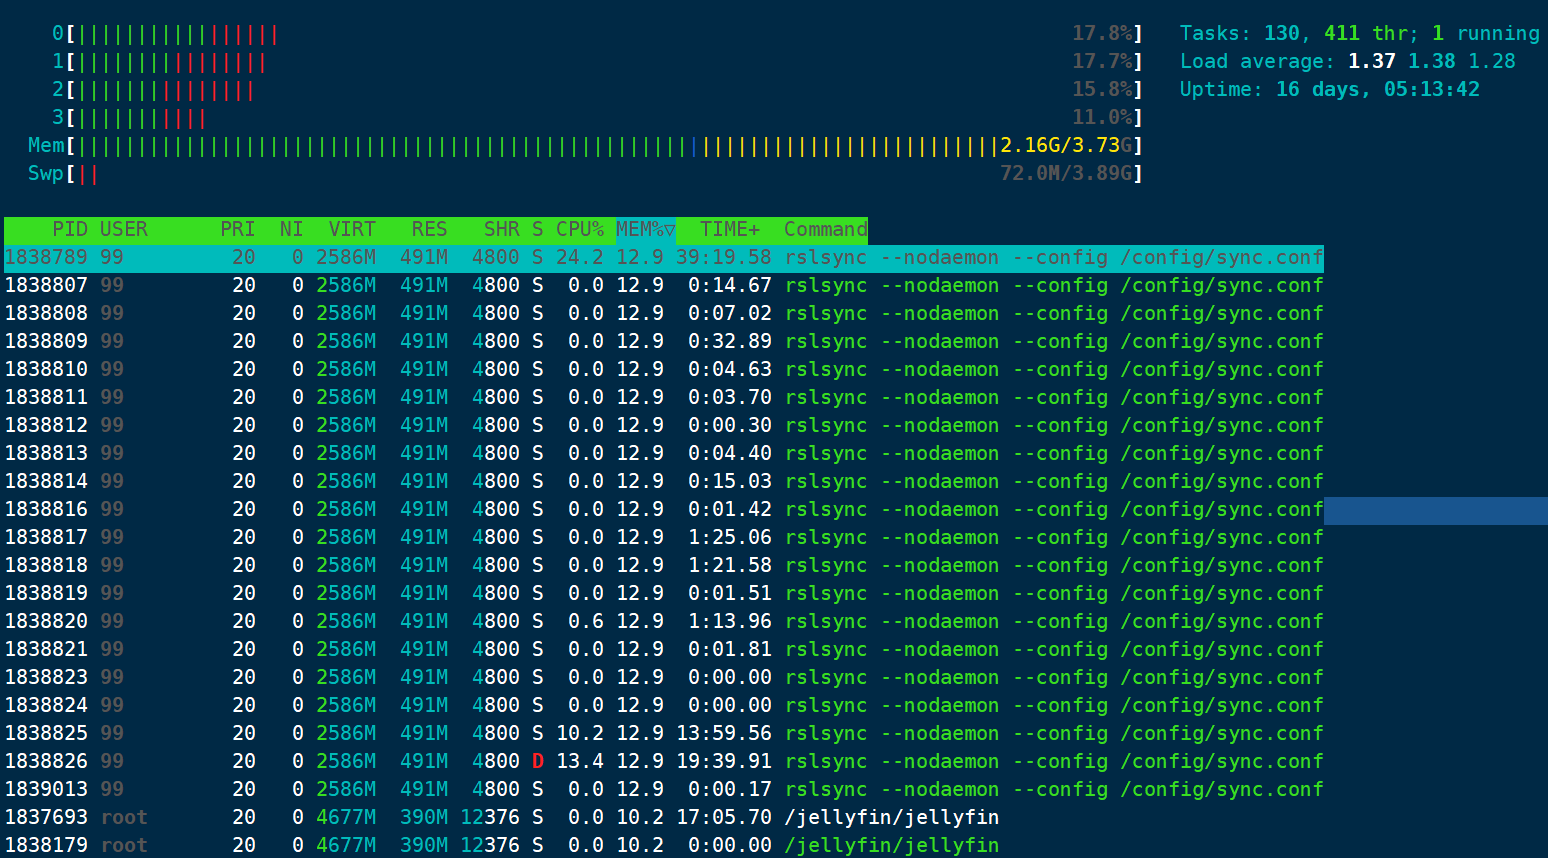 0[||||||||||||||||| 17.8%] Tasks: 130, 411 thr; 1 running
1[|||||||||||||||| 17.7%] Load average: 1.37 1.38 1.28
2[||||||||||||||| 15.8%] Uptime: 16 days, 05:13:42
3[||||||||||| 11.0%]
Mem[|||||||||||||||||||||||||||||||||||||||||||||||||||||||||||||||||||||||||||||2.16G/3.73G]
Swp[|| 72.0M/3.89G]
PID USER PRI NI VIRT RES SHR S CPU% MEM%▽ TIME+ Command
1838789 99 20 0 2586M 491M 4800 S 24.2 12.9 39:19.58 rslsync --nodaemon --config /config/sync.conf
1838807 99 20 0 2586M 491M 4800 S 0.0 12.9 0:14.67 rslsync --nodaemon --config /config/sync.conf
1838808 99 20 0 2586M 491M 4800 S 0.0 12.9 0:07.02 rslsync --nodaemon --config /config/sync.conf
1838809 99 20 0 2586M 491M 4800 S 0.0 12.9 0:32.89 rslsync --nodaemon --config /config/sync.conf
1838810 99 20 0 2586M 491M 4800 S 0.0 12.9 0:04.63 rslsync --nodaemon --config /config/sync.conf
1838811 99 20 0 2586M 491M 4800 S 0.0 12.9 0:03.70 rslsync --nodaemon --config /config/sync.conf
1838812 99 20 0 2586M 491M 4800 S 0.0 12.9 0:00.30 rslsync --nodaemon --config /config/sync.conf
1838813 99 20 0 2586M 491M 4800 S 0.0 12.9 0:04.40 rslsync --nodaemon --config /config/sync.conf
1838814 99 20 0 2586M 491M 4800 S 0.0 12.9 0:15.03 rslsync --nodaemon --config /config/sync.conf
1838816 99 20 0 2586M 491M 4800 S 0.0 12.9 0:01.42 rslsync --nodaemon --config /config/sync.conf
1838817 99 20 0 2586M 491M 4800 S 0.0 12.9 1:25.06 rslsync --nodaemon --config /config/sync.conf
1838818 99 20 0 2586M 491M 4800 S 0.0 12.9 1:21.58 rslsync --nodaemon --config /config/sync.conf
1838819 99 20 0 2586M 491M 4800 S 0.0 12.9 0:01.51 rslsync --nodaemon --config /config/sync.conf
1838820 99 20 0 2586M 491M 4800 S 0.6 12.9 1:13.96 rslsync --nodaemon --config /config/sync.conf
1838821 99 20 0 2586M 491M 4800 S 0.0 12.9 0:01.81 rslsync --nodaemon --config /config/sync.conf
1838823 99 20 0 2586M 491M 4800 S 0.0 12.9 0:00.00 rslsync --nodaemon --config /config/sync.conf
1838824 99 20 0 2586M 491M 4800 S 0.0 12.9 0:00.00 rslsync --nodaemon --config /config/sync.conf
1838825 99 20 0 2586M 491M 4800 S 10.2 12.9 13:59.56 rslsync --nodaemon --config /config/sync.conf
1838826 99 20 0 2586M 491M 4800 D 13.4 12.9 19:39.91 rslsync --nodaemon --config /config/sync.conf
1839013 99 20 0 2586M 491M 4800 S 0.0 12.9 0:00.17 rslsync --nodaemon --config /config/sync.conf
1837693 root 20 0 4677M 390M 12376 S 0.0 10.2 17:05.70 /jellyfin/jellyfin
1838179 root 20 0 4677M 390M 12376 S 0.0 10.2 0:00.00 /jellyfin/jellyfin